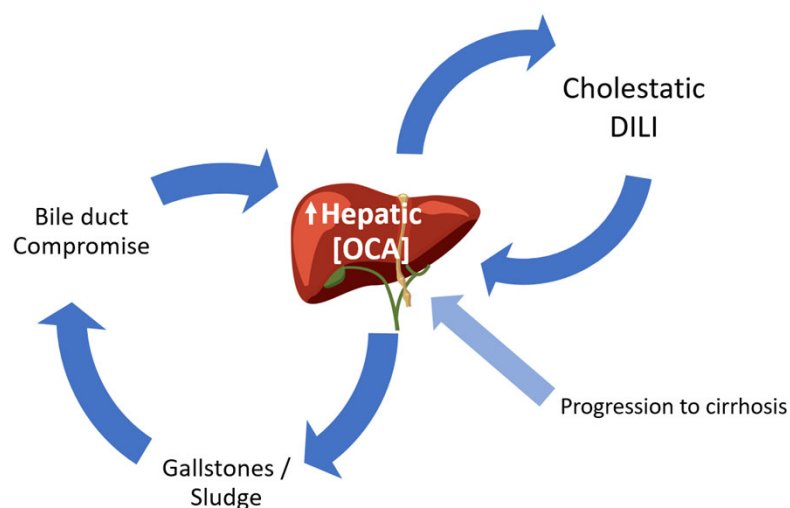 Cholestatic
DILI
↑Hepatic
[OCA]
Bile duct
Compromise
Progression to cirrhosis
Gallstones /
Sludge